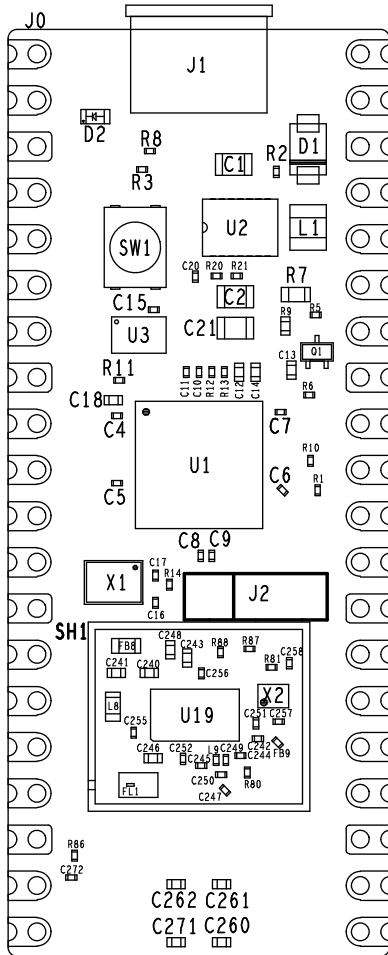 J0
J1
D2
R8
R3
C1
R2
D1
SW1
U2
L1
C20 R20 R21
R7
C15
C2
R9
R5
U3
C21
Q1
R11
C13
C18
C11
C10
R12
R13
C12
C14
R6
C4
C7
U1
R10
C5
C6
R1
C8 C9
X1
C17
R14
C16
J2
SH1
FB8
C248
C243
R88
R87
C258
C241
C240
C256
R81
L8
U19
X2
C255
C251
C257
C246
C252
C245
L9
C249
C242
C244
FB9
C250
R80
FL1
C247
R86
C272
C262 C261
C271 C260